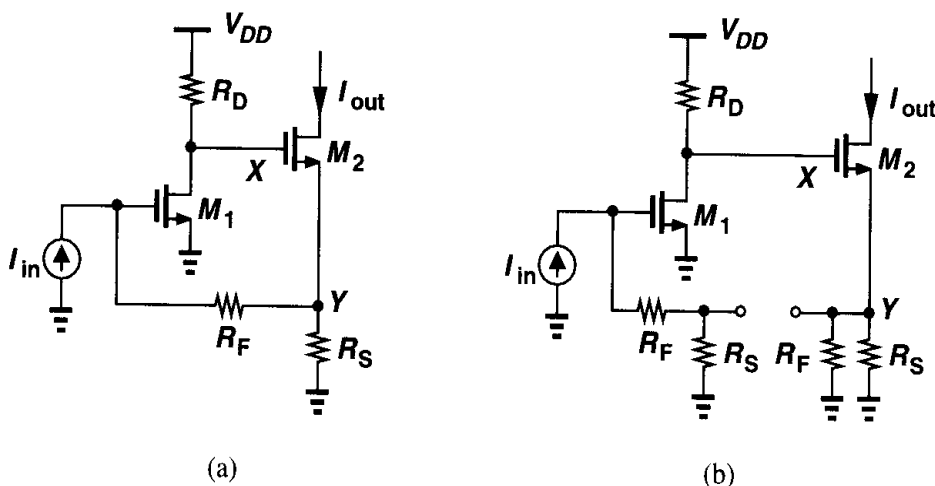 V_DD
R_D
I_out
X
M_2
M_1
I_in
R_F
Y
R_S
(a)
V_DD
R_D
I_out
X
M_2
M_1
I_in
R_F
R_S
Y
R_F
R_S
(b)